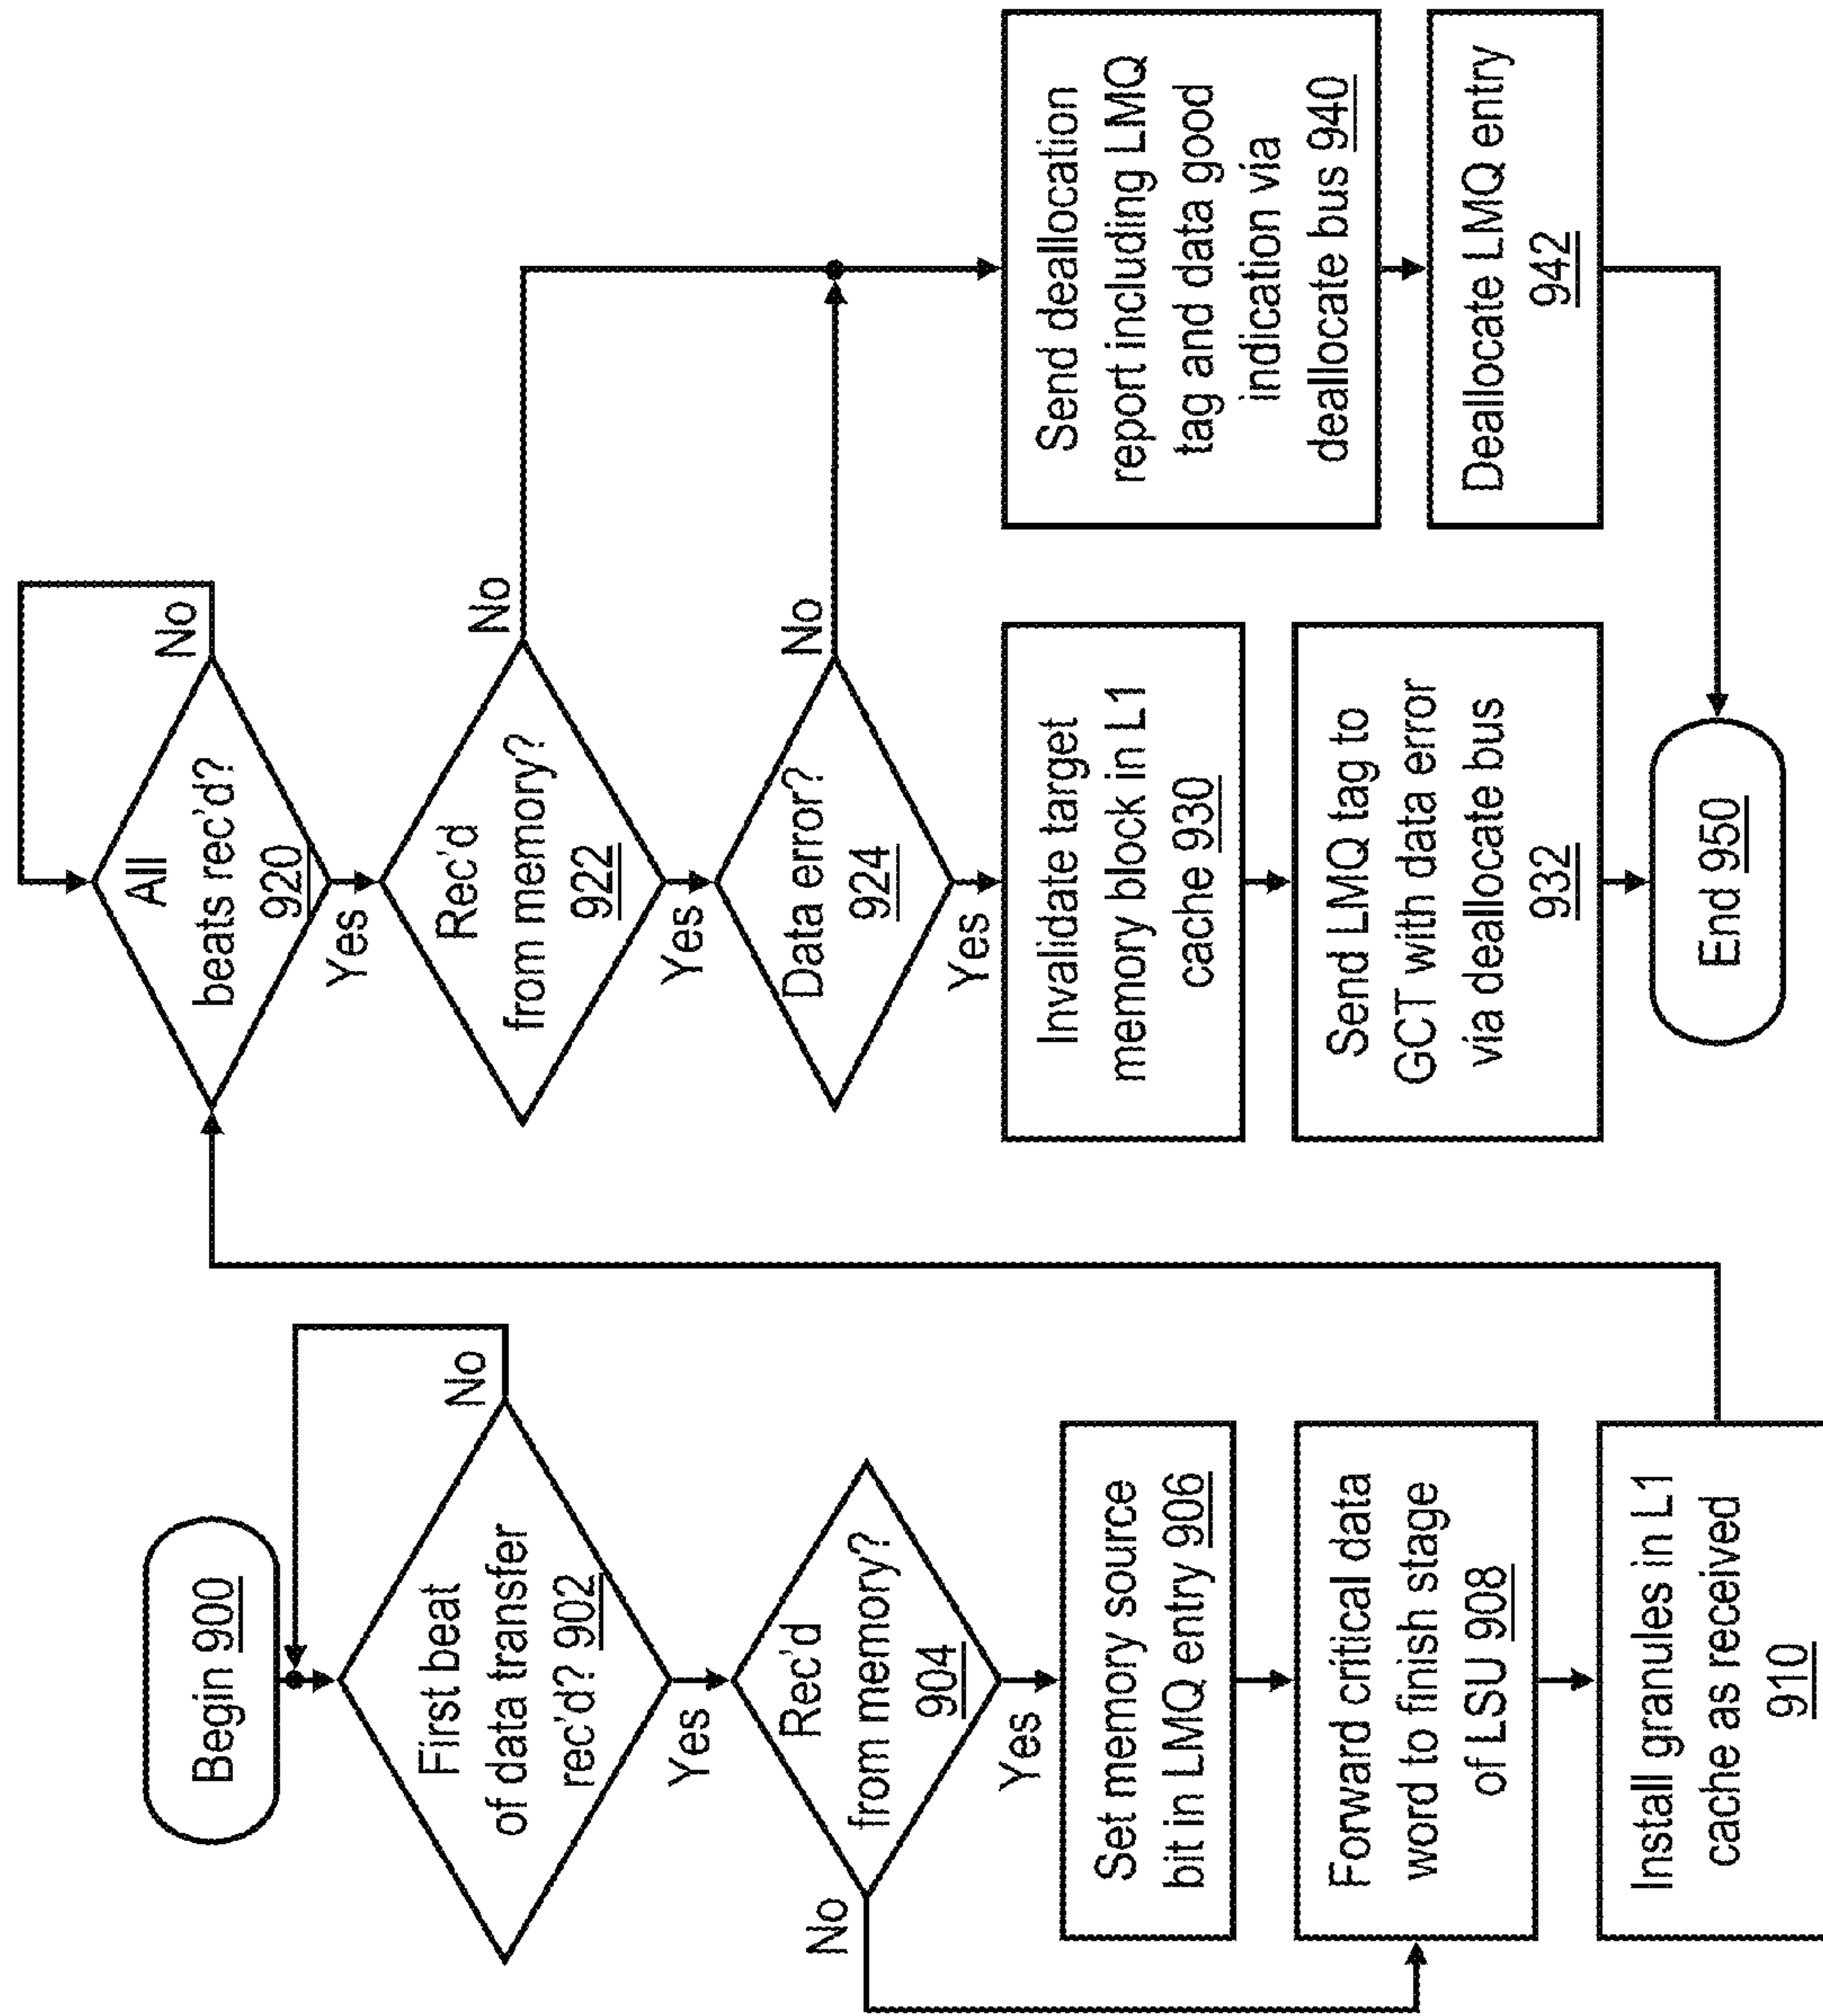 Begin 900
First beat
of data transfer
rec'd? 902
No
Yes
Rec'd
from memory?
904
No
Yes
Set memory source
bit in LMQ entry 906
Forward critical data
word to finish stage
of LSU 908
Install granules in L1
cache as received
910
All
beats rec'd?
920
No
Yes
Rec'd
from memory?
922
No
Yes
Data error?
924
No
Yes
Invalidate target
memory block in L1
cache 930
Send LMQ tag to
GCT with data error
via deallocate bus
932
Send deallocation
report including LMQ
tag and data good
indication via
deallocate bus 940
Deallocate LMQ entry
942
End 950